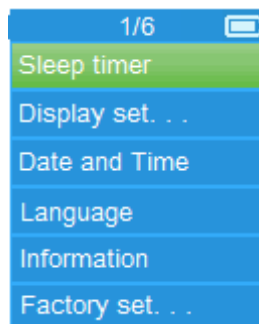 1/6
Sleep timer
Display set. . .
Date and Time
Language
Information
Factory set. . .